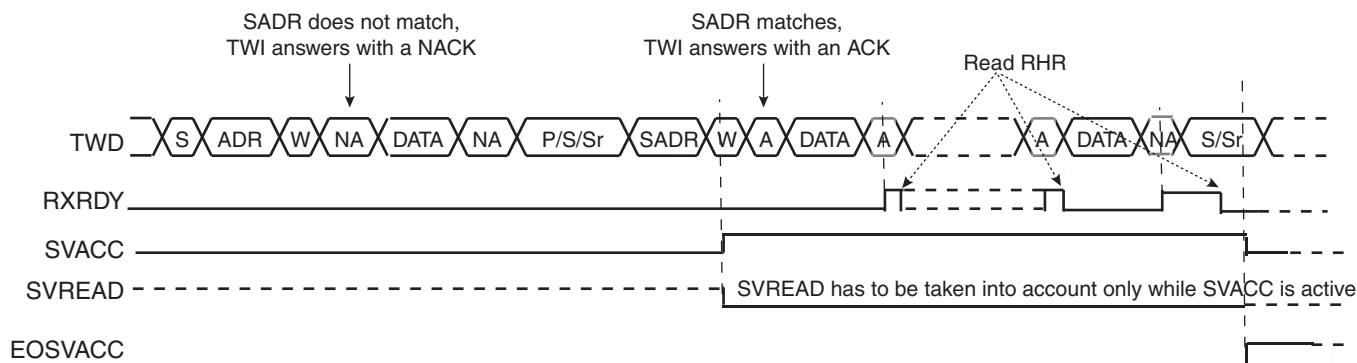 SADR does not match,
TWI answers with a NACK
SADR matches,
TWI answers with an ACK
Read RHR
TWD S ADR W NA DATA NA P/S/Sr SADR W A DATA A A DATA NA S/Sr
RXRDY
SVACC
SVREAD SVREAD has to be taken into account only while SVACC is active
EOSVACC